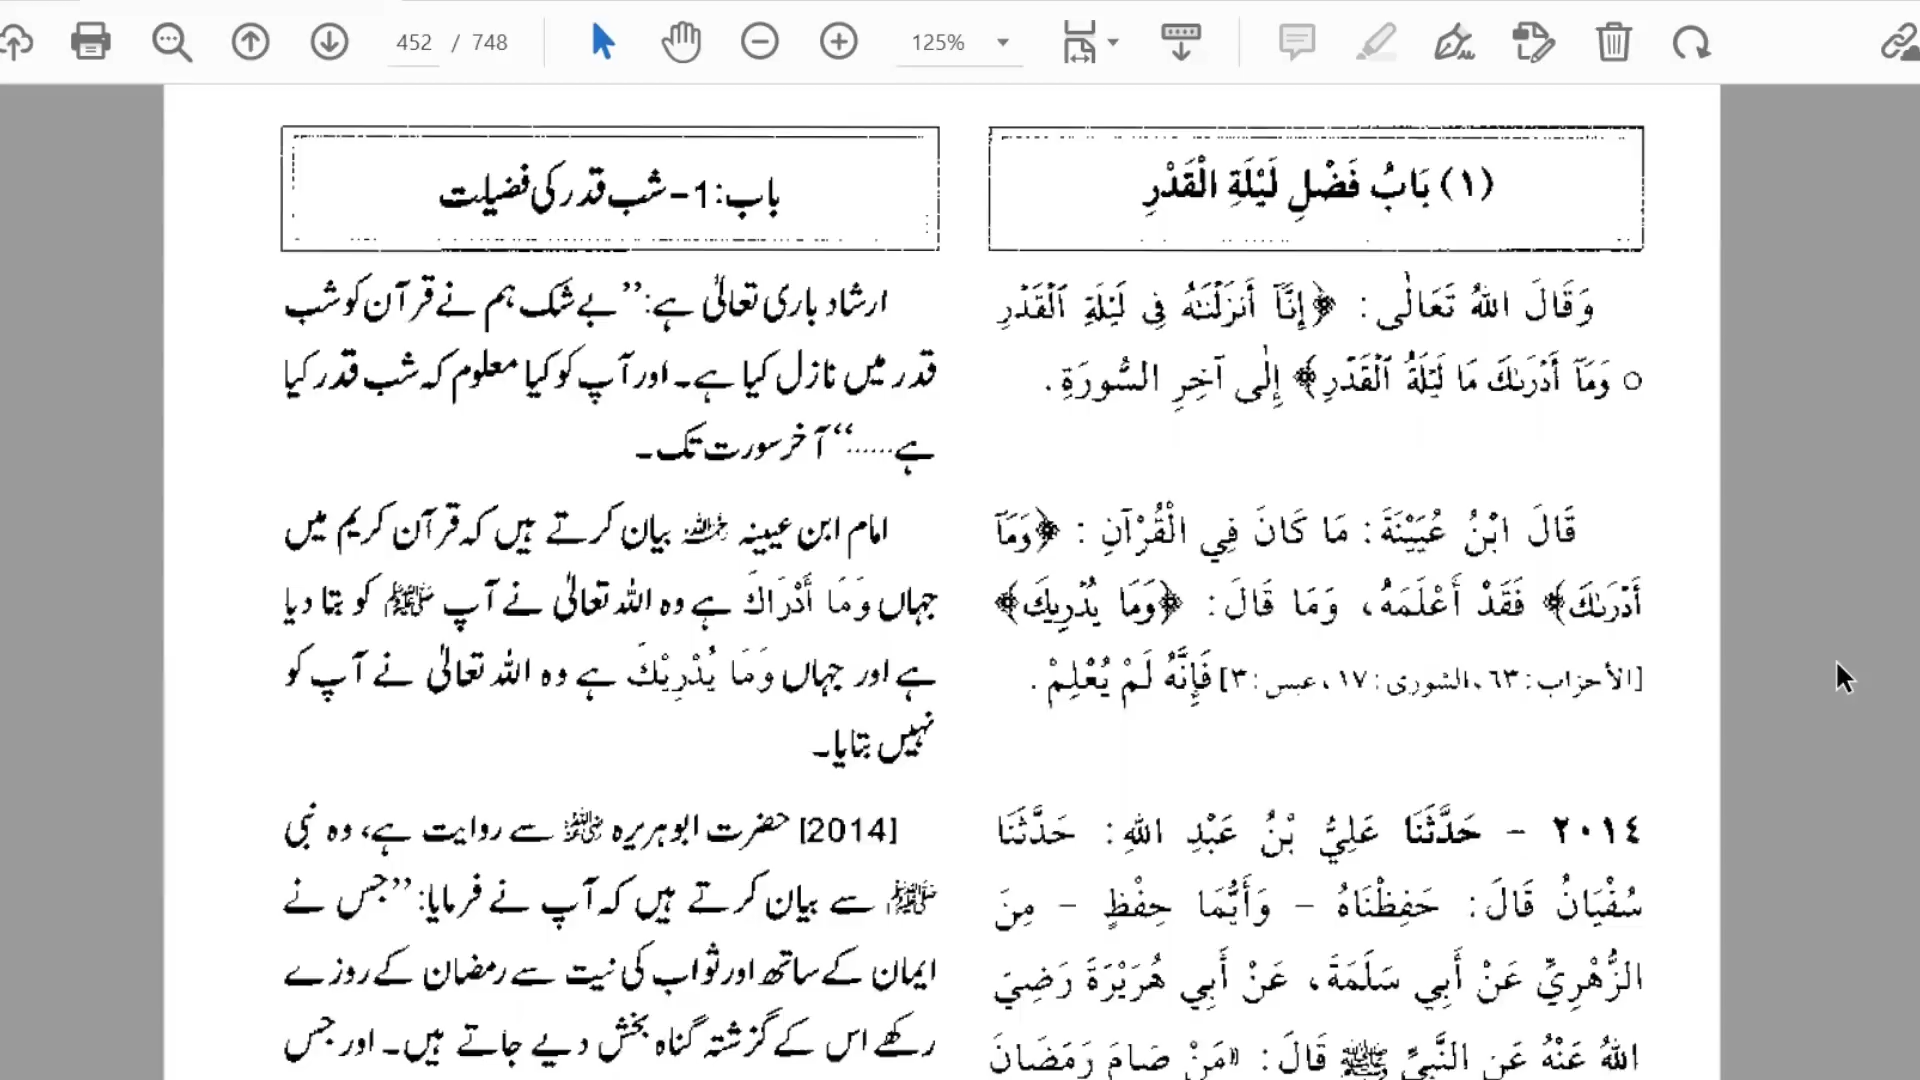 452 / 748
125%
(١) بَابُ فَضْلِ لَيْلَةِ الْقَدْرِ
وَقَالَ اللهُ تَعَالٰى: ﴿إِنَّآ أَنزَلْنَـٰهُ فِى لَيْلَةِ ٱلْقَدْرِ
○ وَمَآ أَدْرَىٰكَ مَا لَيْلَةُ ٱلْقَدْرِ﴾ إِلٰى آخِرِ السُّورَةِ.
قَالَ ابْنُ عُيَيْنَةَ: مَا كَانَ فِي الْقُرْآنِ: ﴿وَمَآ
أَدْرَىٰكَ﴾ فَقَدْ أَعْلَمَهُ، وَمَا قَالَ: ﴿وَمَا يُدْرِيكَ﴾
[الأحزاب: ٦٣، الشورى: ١٧، عبس: ٣] فَإِنَّهُ لَمْ يُعْلِمْ.
٢٠١٤ - حَدَّثَنَا عَلِيُّ بْنُ عَبْدِ اللهِ: حَدَّثَنَا
سُفْيَانُ قَالَ: حَفِظْنَاهُ - وَأَيُّمَا حِفْظٍ - مِنَ
الزُّهْرِيِّ عَنْ أَبِي سَلَمَةَ، عَنْ أَبِي هُرَيْرَةَ رَضِيَ
اللهُ عَنْهُ عَنِ النَّبِيِّ ﷺ قَالَ: «مَنْ صَامَ رَمَضَانَ
باب:1- شب قدر کی فضیلت
ارشاد باری تعالیٰ ہے: ’’بے شک ہم نے قرآن کو شب
قدر میں نازل کیا ہے۔ اور آپ کو کیا معلوم کہ شب قدر کیا
ہے......‘‘ آخر سورت تک۔
امام ابن عیینہ رحمہ اللہ بیان کرتے ہیں کہ قرآن کریم میں
جہاں وَمَا أَدْرَاكَ ہے وہ اللہ تعالیٰ نے آپ ﷺ کو بتا دیا
ہے اور جہاں وَمَا يُدْرِيْكَ ہے وہ اللہ تعالیٰ نے آپ کو
نہیں بتایا۔
[2014] حضرت ابوہریرہ رضی اللہ عنہ سے روایت ہے، وہ نبی
ﷺ سے بیان کرتے ہیں کہ آپ نے فرمایا: ’’جس نے
ایمان کے ساتھ اور ثواب کی نیت سے رمضان کے روزے
رکھے اس کے گزشتہ گناہ بخش دیے جاتے ہیں۔ اور جس